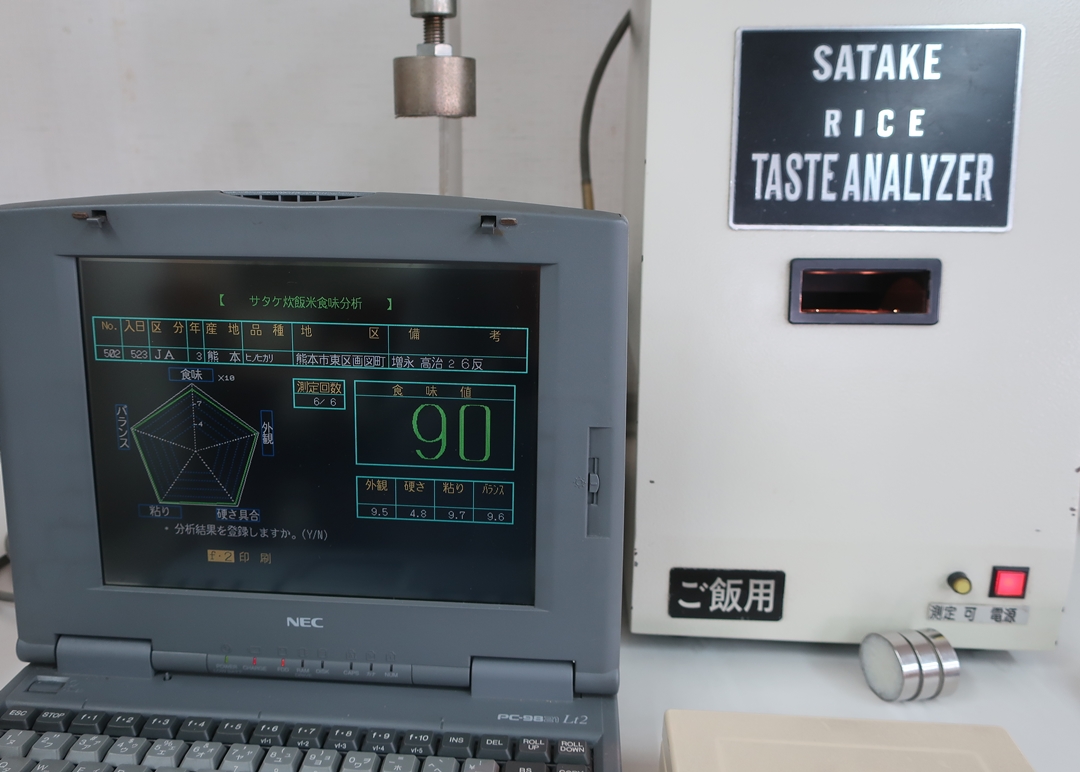 SATAKE
RICE
TASTE ANALYZER
【 サタケ炊飯米食味分析 】
No. 入日 区分 年 産地 品種 地区 備考
502 523 JA 3 熊本 ヒノヒカリ 熊本市東区画図町 増永 高治26反
食味 X10
7
4
バランス
外観
粘り
硬さ具合
測定回数
6/ 6
食味値
90
外観 硬さ 粘り バランス
9.5 4.8 9.7 9.6
* 分析結果を登録しますか。(Y/N)
f・2 印刷
NEC
PC-98 Lt2
ESC STOP f・1 f・2 f・3 f・4 f・5 f・6 f・7 f・8 f・9 f・10 INS DEL ROLL UP ROLL DOWN
ご飯用
測定 可 電源